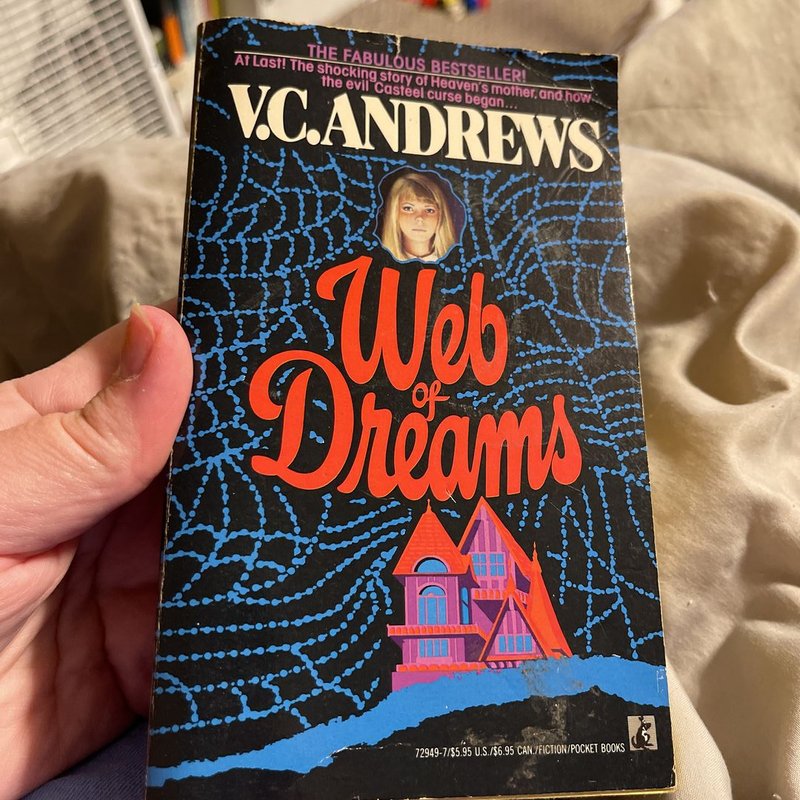 THE FABULOUS BESTSELLER!
At Last! The shocking story of Heaven's mother, and how
the evil Casteel curse began...
V.C. ANDREWS
Web
of
Dreams
72949-7/$5.95 U.S./$6.95 CAN./FICTION/POCKET BOOKS